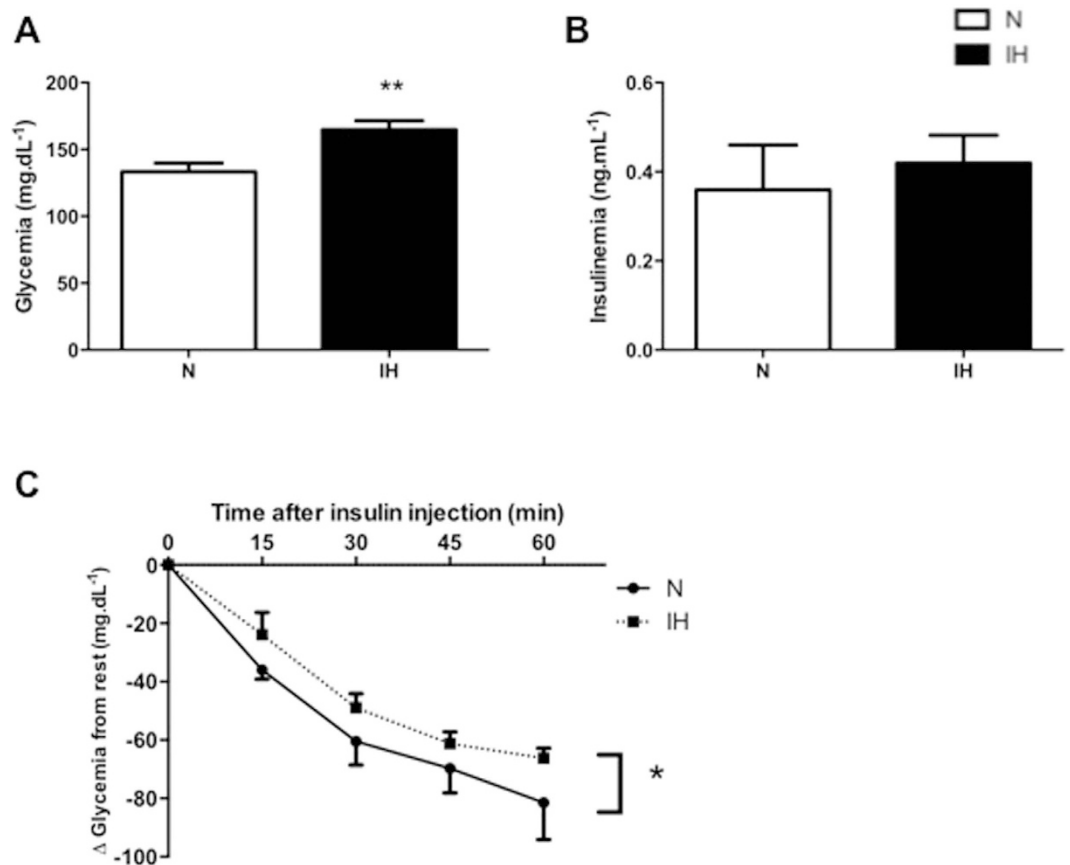 A
Glycemia (mg.dL⁻¹)
200
150
100
50
0
**
N
IH
B
N
IH
Insulinemia (ng.mL⁻¹)
0.6
0.4
0.2
0.0
N
IH
C
Time after insulin injection (min)
0 15 30 45 60
Δ Glycemia from rest (mg.dL⁻¹)
0
-20
-40
-60
-80
-100
N
IH
*